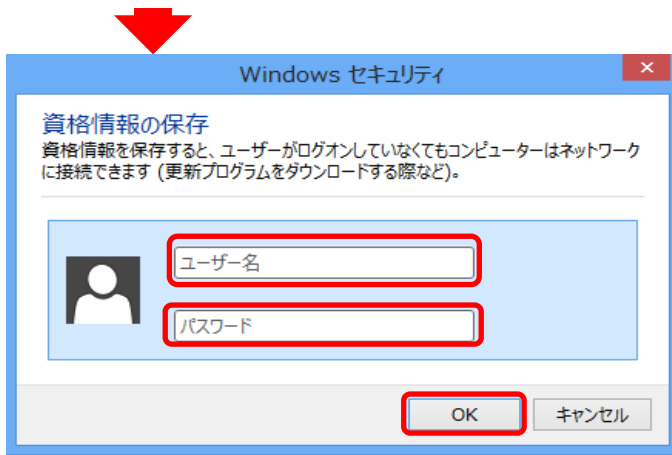 Windows セキュリティ
資格情報の保存
資格情報を保存すると、ユーザーがログオンしていなくてもコンピューターはネットワーク
に接続できます (更新プログラムをダウンロードする際など)。
ユーザー名
パスワード
OK
キャンセル